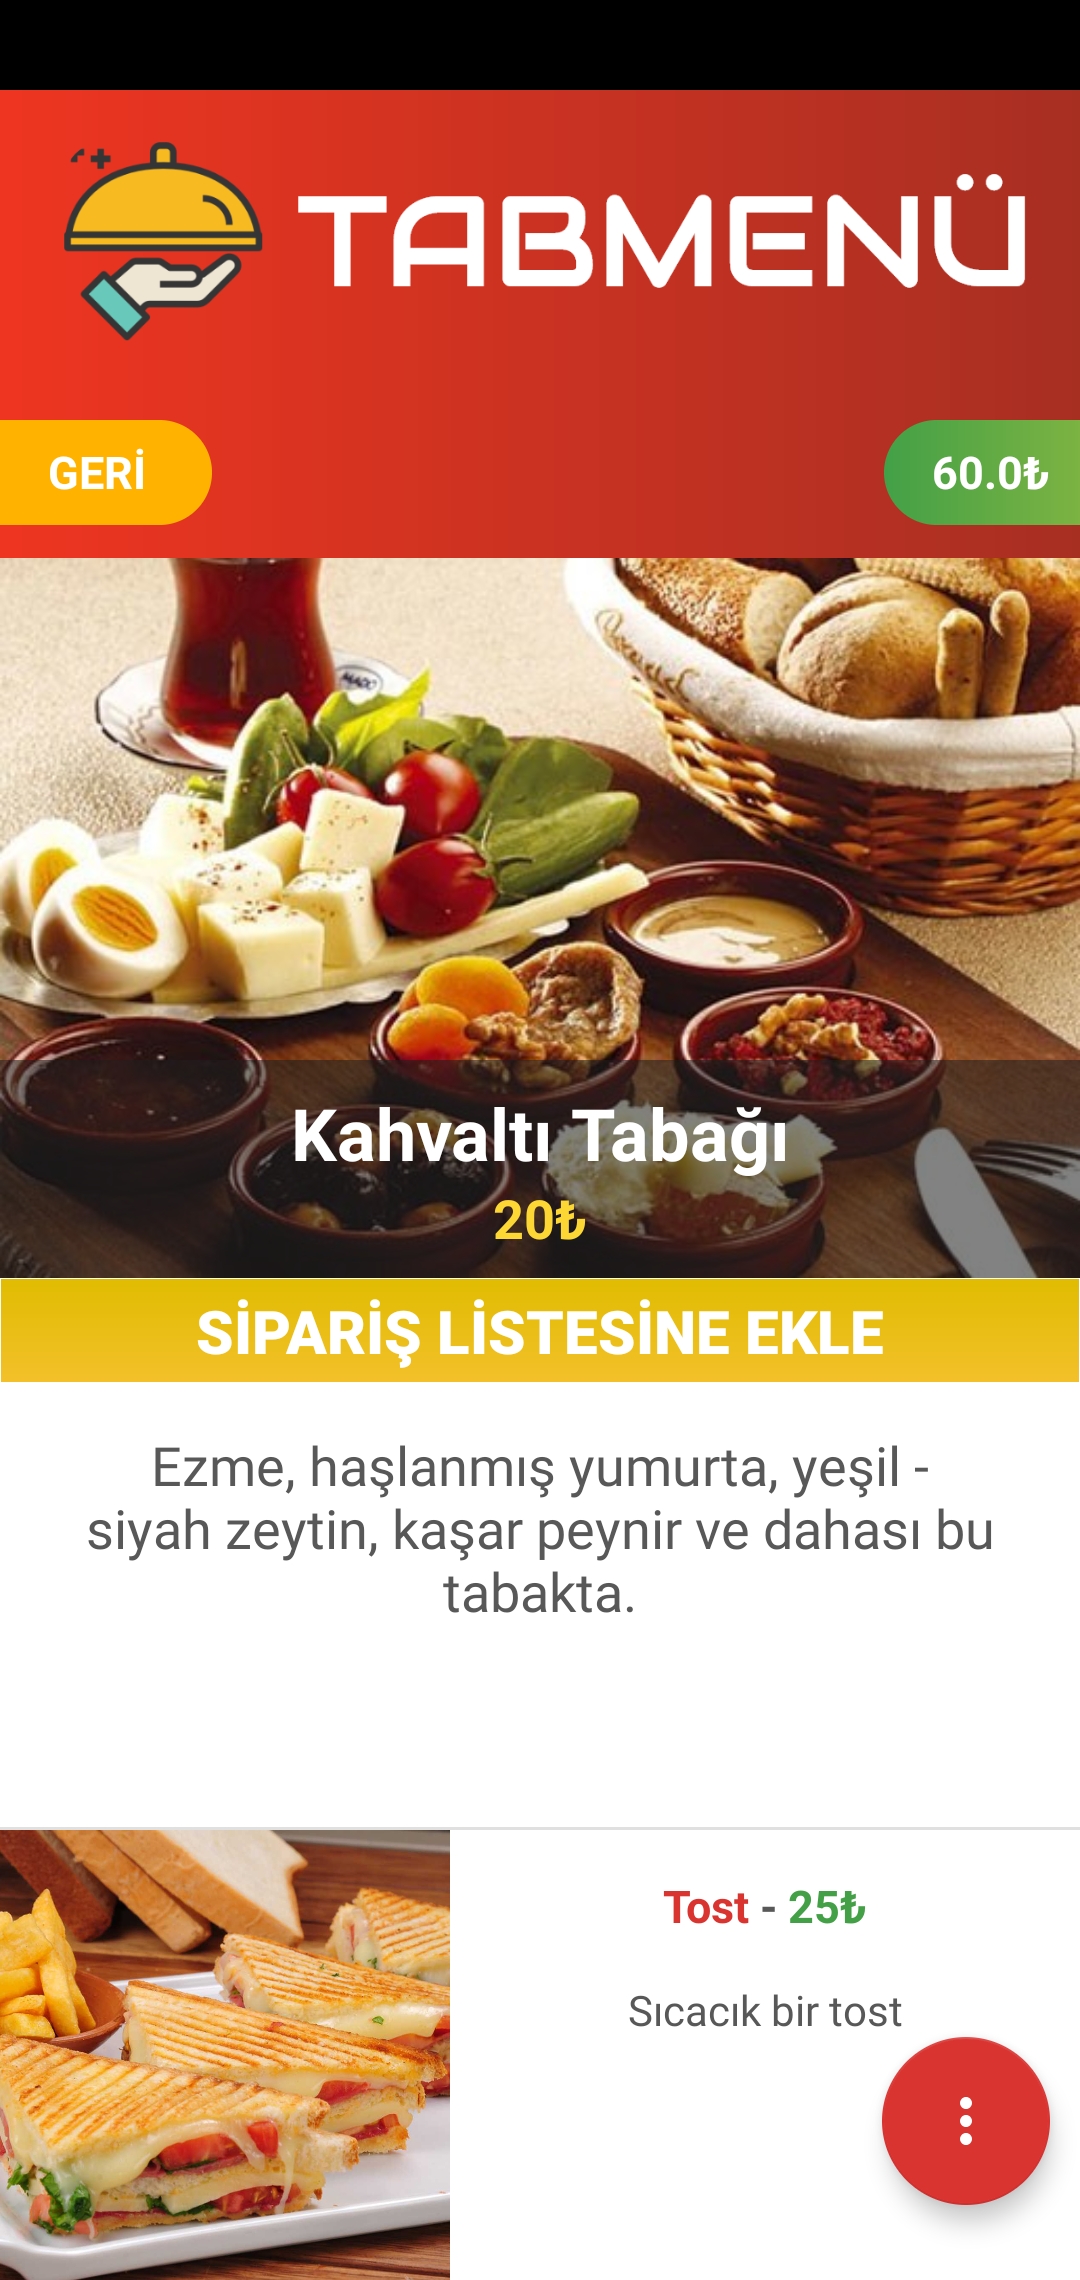 TABMENÜ
GERİ
60.0₺
MADO
Kahvaltı Tabağı
20₺
SİPARİŞ LİSTESİNE EKLE
Ezme, haşlanmış yumurta, yeşil -
siyah zeytin, kaşar peynir ve dahası bu
tabakta.
Tost - 25₺
Sıcacık bir tost